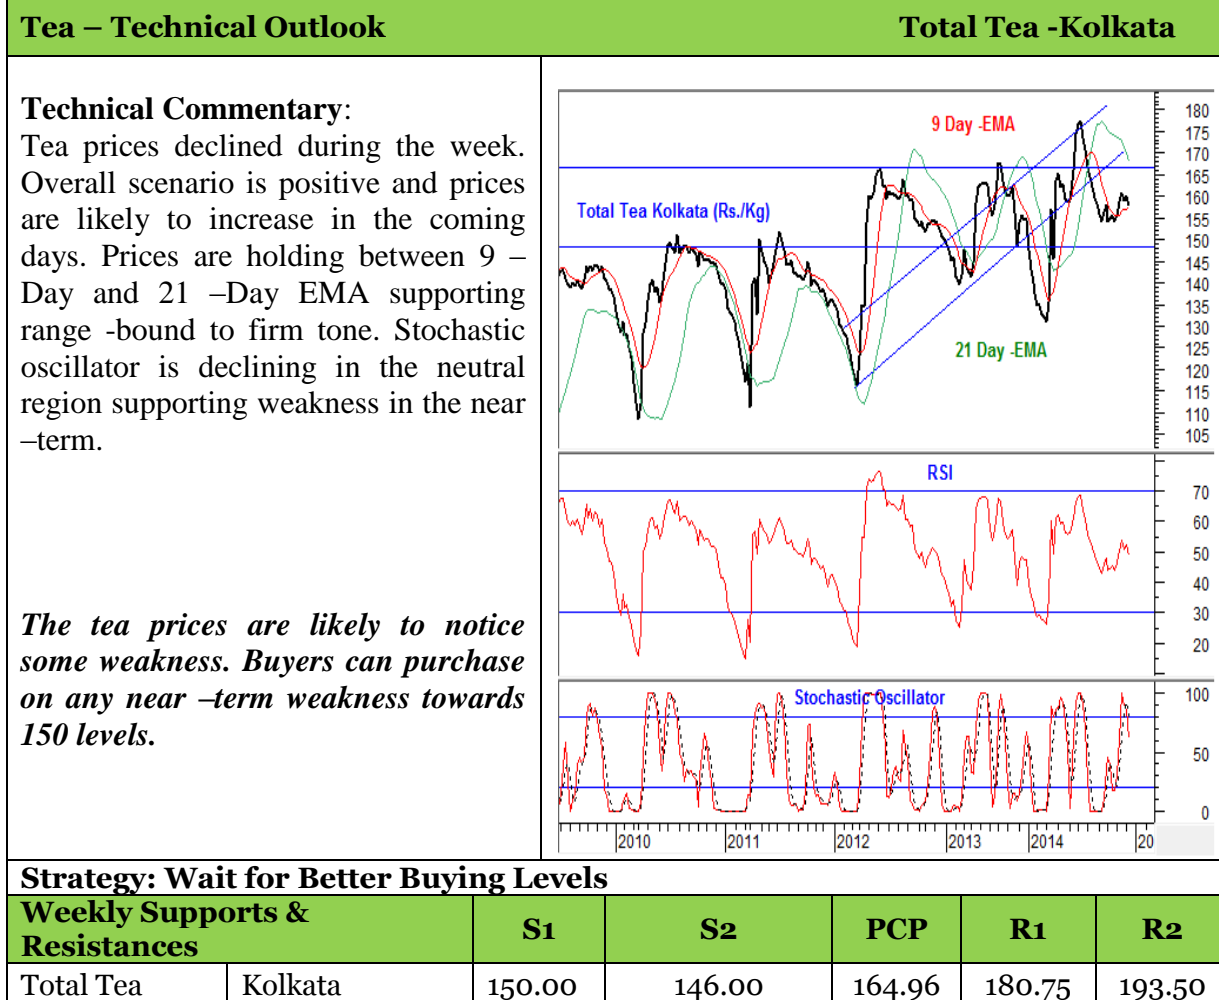 Tea – Technical Outlook Total Tea -Kolkata
Technical Commentary:
Tea prices declined during the week.
Overall scenario is positive and prices
are likely to increase in the coming
days. Prices are holding between 9 –
Day and 21 –Day EMA supporting
range -bound to firm tone. Stochastic
oscillator is declining in the neutral
region supporting weakness in the near
–term.
The tea prices are likely to notice
some weakness. Buyers can purchase
on any near –term weakness towards
150 levels.
9 Day -EMA
Total Tea Kolkata (Rs./Kg)
21 Day -EMA
180
175
170
165
160
155
150
145
140
135
130
125
120
115
110
105
RSI
70
60
50
40
30
20
Stochastic Oscillator
100
50
0
2010 2011 2012 2013 2014 20
Strategy: Wait for Better Buying Levels
Weekly Supports &
Resistances
S1 S2 PCP R1 R2
Total Tea Kolkata 150.00 146.00 164.96 180.75 193.50